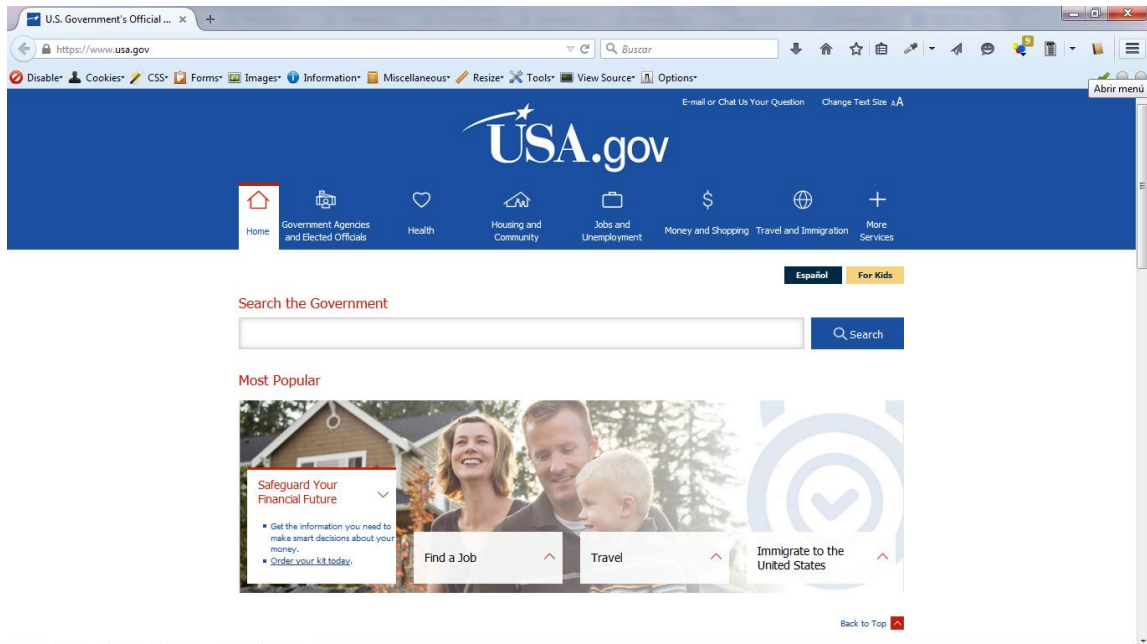 U.S. Government's Official ...
https://www.usa.gov
Buscar
9
Disable Cookies CSS Forms Images Information Miscellaneous Resize Tools View Source Options
Abrir menú
E-mail or Chat Us Your Question Change Text Size AA
USA.gov
Home
Government Agencies
and Elected Officials
Health
Housing and
Community
Jobs and
Unemployment
Money and Shopping
Travel and Immigration
More
Services
Español
For Kids
Search the Government
Search
Most Popular
Safeguard Your
Financial Future
Get the information you need to
make smart decisions about your
money.
Order your kit today.
Find a Job
Travel
Immigrate to the
United States
Back to Top